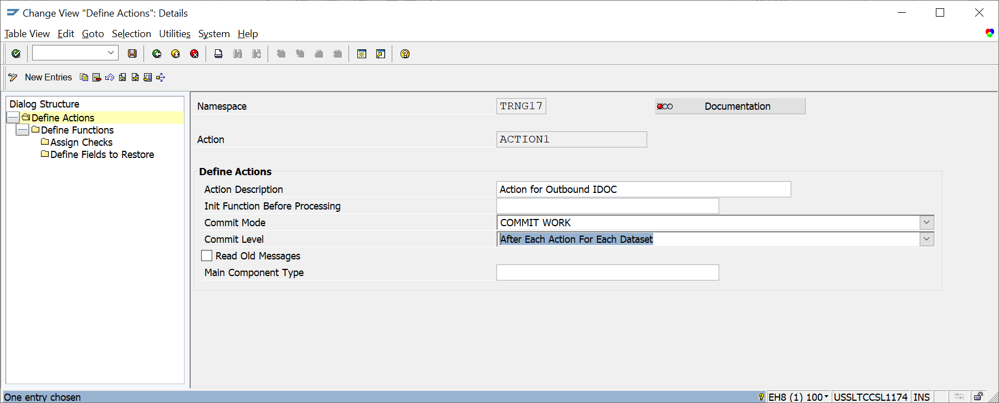 Change View "Define Actions": Details
Table View Edit Goto Selection Utilities System Help
New Entries
Dialog Structure
Define Actions
Define Functions
Assign Checks
Define Fields to Restore
Namespace TRNG17 Documentation
Action ACTION1
Define Actions
Action Description Action for Outbound IDOC
Init Function Before Processing
Commit Mode COMMIT WORK
Commit Level After Each Action For Each Dataset
Read Old Messages
Main Component Type
One entry chosen EH8 (1) 100 USSLTCCSL1174 INS